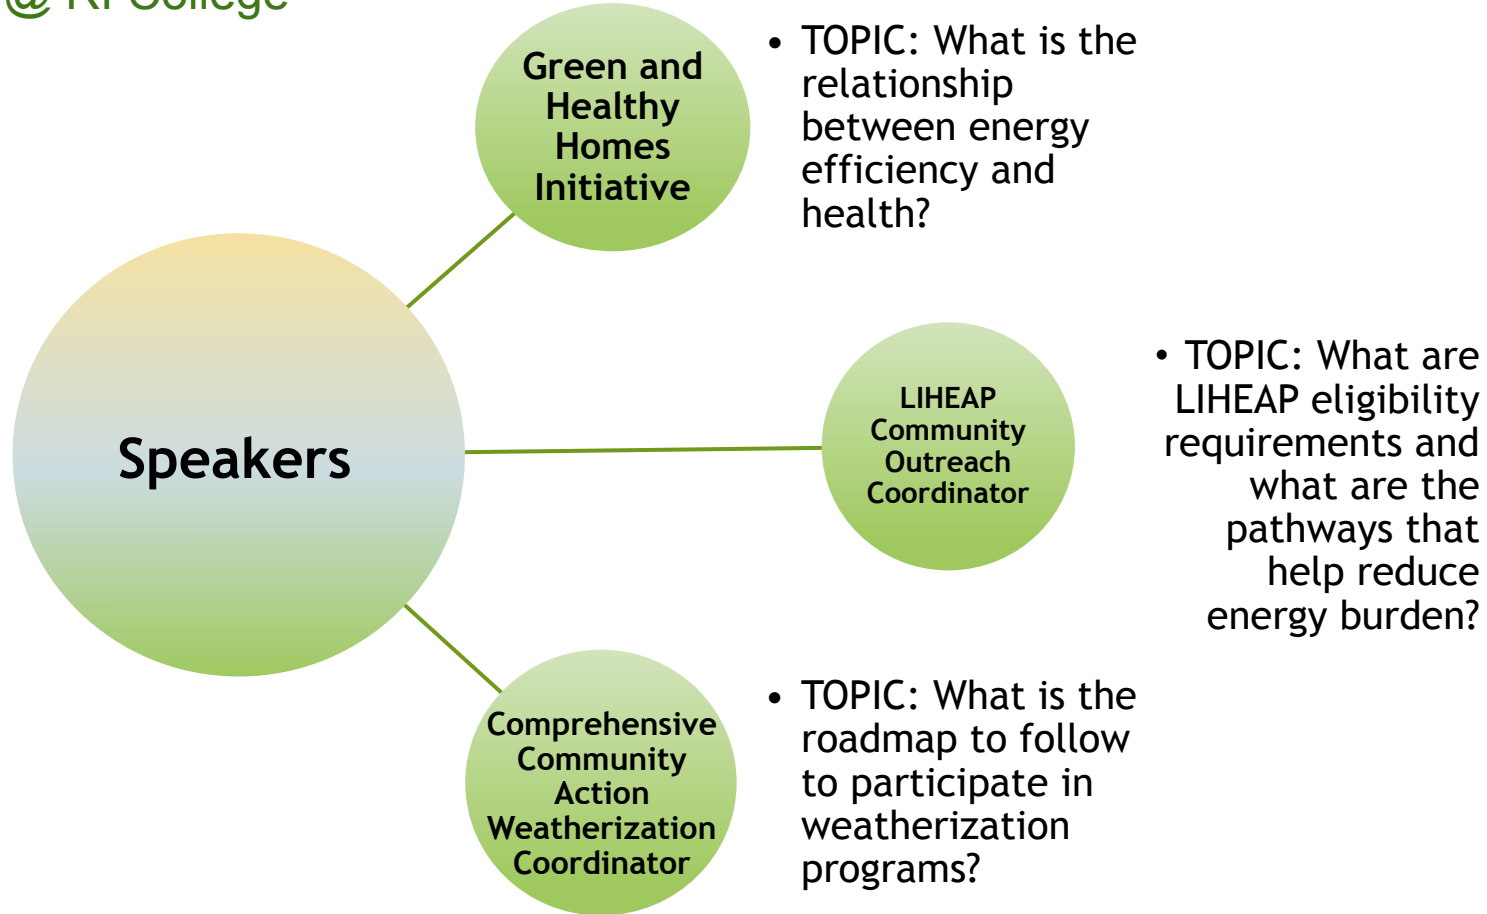 @ RI College
Green and
Healthy
Homes
Initiative
• TOPIC: What is the
relationship
between energy
efficiency and
health?
Speakers
LIHEAP
Community
Outreach
Coordinator
• TOPIC: What are
LIHEAP eligibility
requirements and
what are the
pathways that
help reduce
energy burden?
Comprehensive
Community
Action
Weatherization
Coordinator
• TOPIC: What is the
roadmap to follow
to participate in
weatherization
programs?